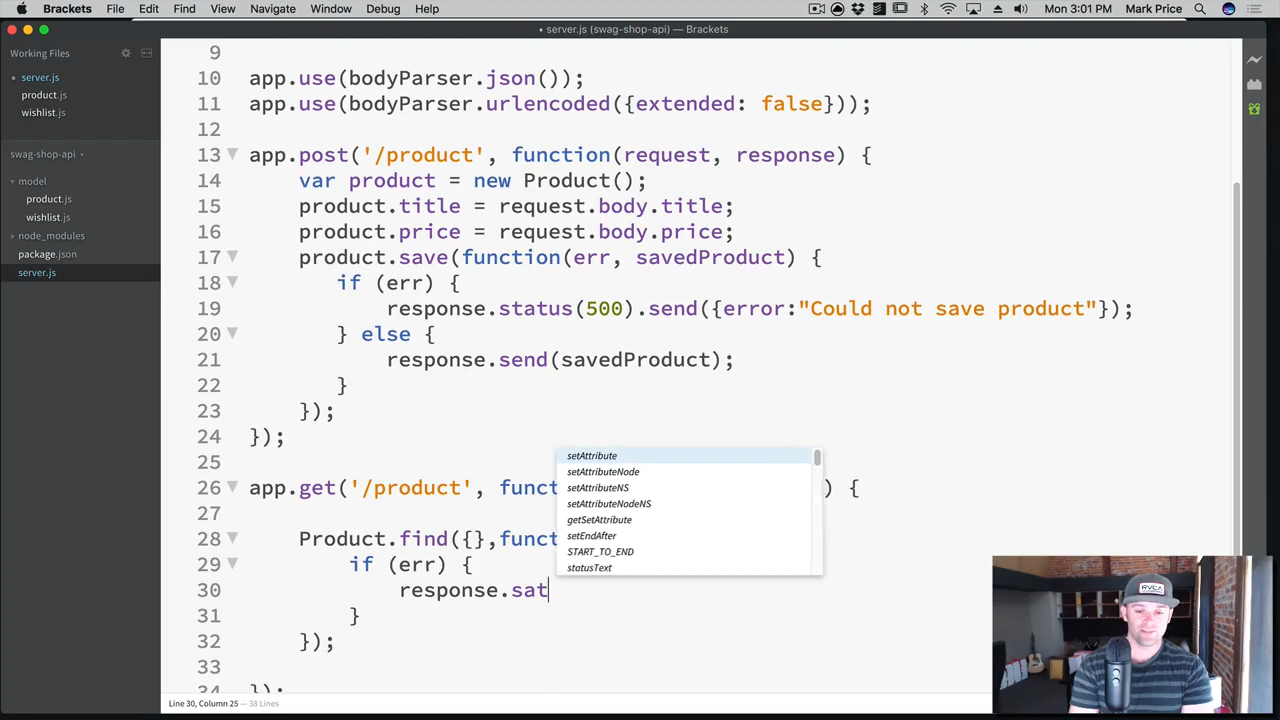 Brackets File Edit Find View Navigate Window Debug Help Mon 3:01 PM Mark Price
• server.js (swag-shop-api) — Brackets
Working Files
• server.js
product.js
wishlist.js
swag-shop-api
model
product.js
wishlist.js
node_modules
package.json
server.js
9
10 app.use(bodyParser.json());
11 app.use(bodyParser.urlencoded({extended: false}));
12
13 app.post('/product', function(request, response) {
14 var product = new Product();
15 product.title = request.body.title;
16 product.price = request.body.price;
17 product.save(function(err, savedProduct) {
18 if (err) {
19 response.status(500).send({error:"Could not save product"});
20 } else {
21 response.send(savedProduct);
22 }
23 });
24 });
25
26 app.get('/product', funct ) {
27
28 Product.find({},funct
29 if (err) {
30 response.sat
31 }
32 });
33
34 });
setAttribute
setAttributeNode
setAttributeNS
setAttributeNodeNS
getSetAttribute
setEndAfter
START_TO_END
statusText
RVCA
Line 30, Column 25 — 38 Lines